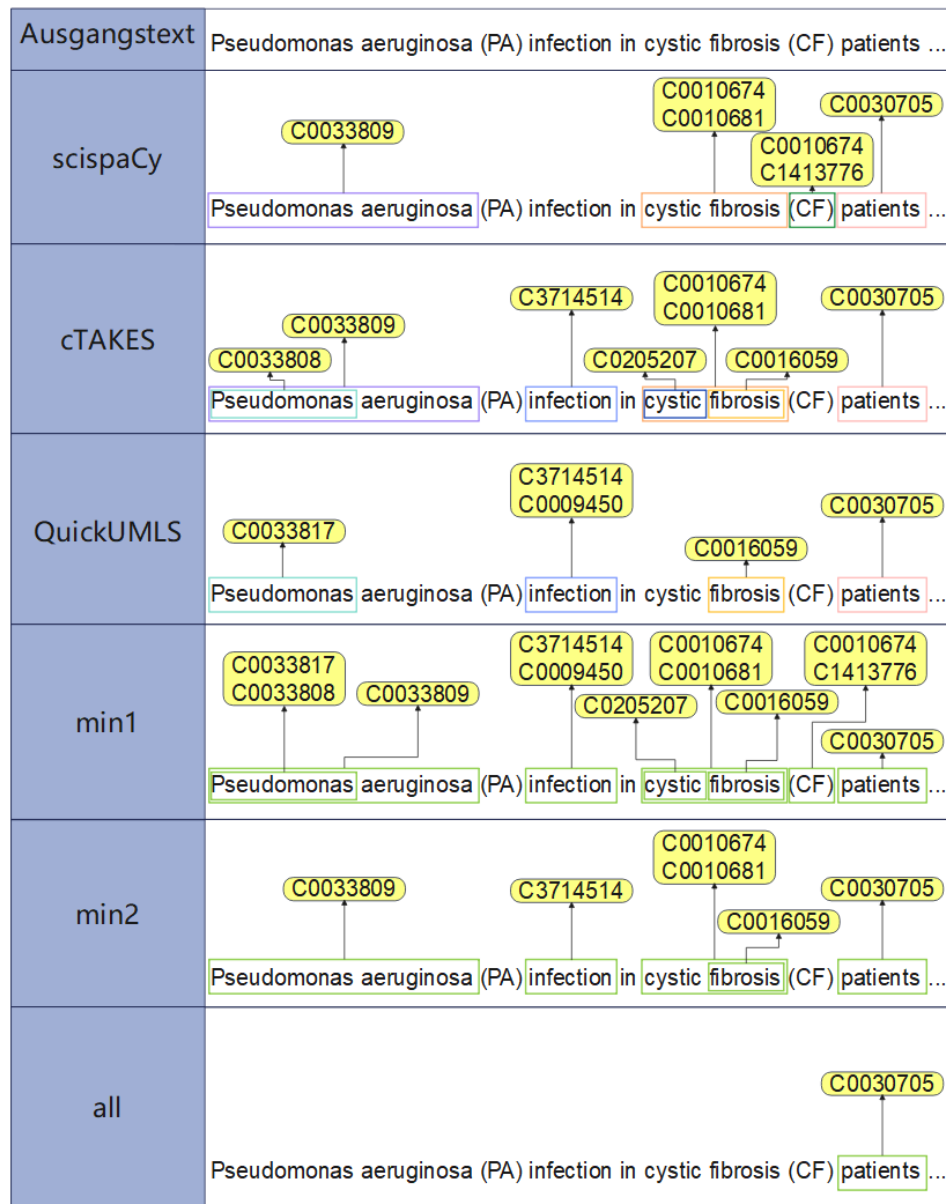 Ausgangstext
Pseudomonas aeruginosa (PA) infection in cystic fibrosis (CF) patients ...
scispaCy
C0033809
C0010674
C0010681
C0010674
C1413776
C0030705
Pseudomonas aeruginosa (PA) infection in cystic fibrosis (CF) patients ...
cTAKES
C0033808
C0033809
C3714514
C0205207
C0010674
C0010681
C0016059
C0030705
Pseudomonas aeruginosa (PA) infection in cystic fibrosis (CF) patients ...
QuickUMLS
C0033817
C3714514
C0009450
C0016059
C0030705
Pseudomonas aeruginosa (PA) infection in cystic fibrosis (CF) patients ...
min1
C0033817
C0033808
C0033809
C3714514
C0009450
C0205207
C0010674
C0010681
C0016059
C0010674
C1413776
C0030705
Pseudomonas aeruginosa (PA) infection in cystic fibrosis (CF) patients ...
min2
C0033809
C3714514
C0010674
C0010681
C0016059
C0030705
Pseudomonas aeruginosa (PA) infection in cystic fibrosis (CF) patients ...
all
C0030705
Pseudomonas aeruginosa (PA) infection in cystic fibrosis (CF) patients ...